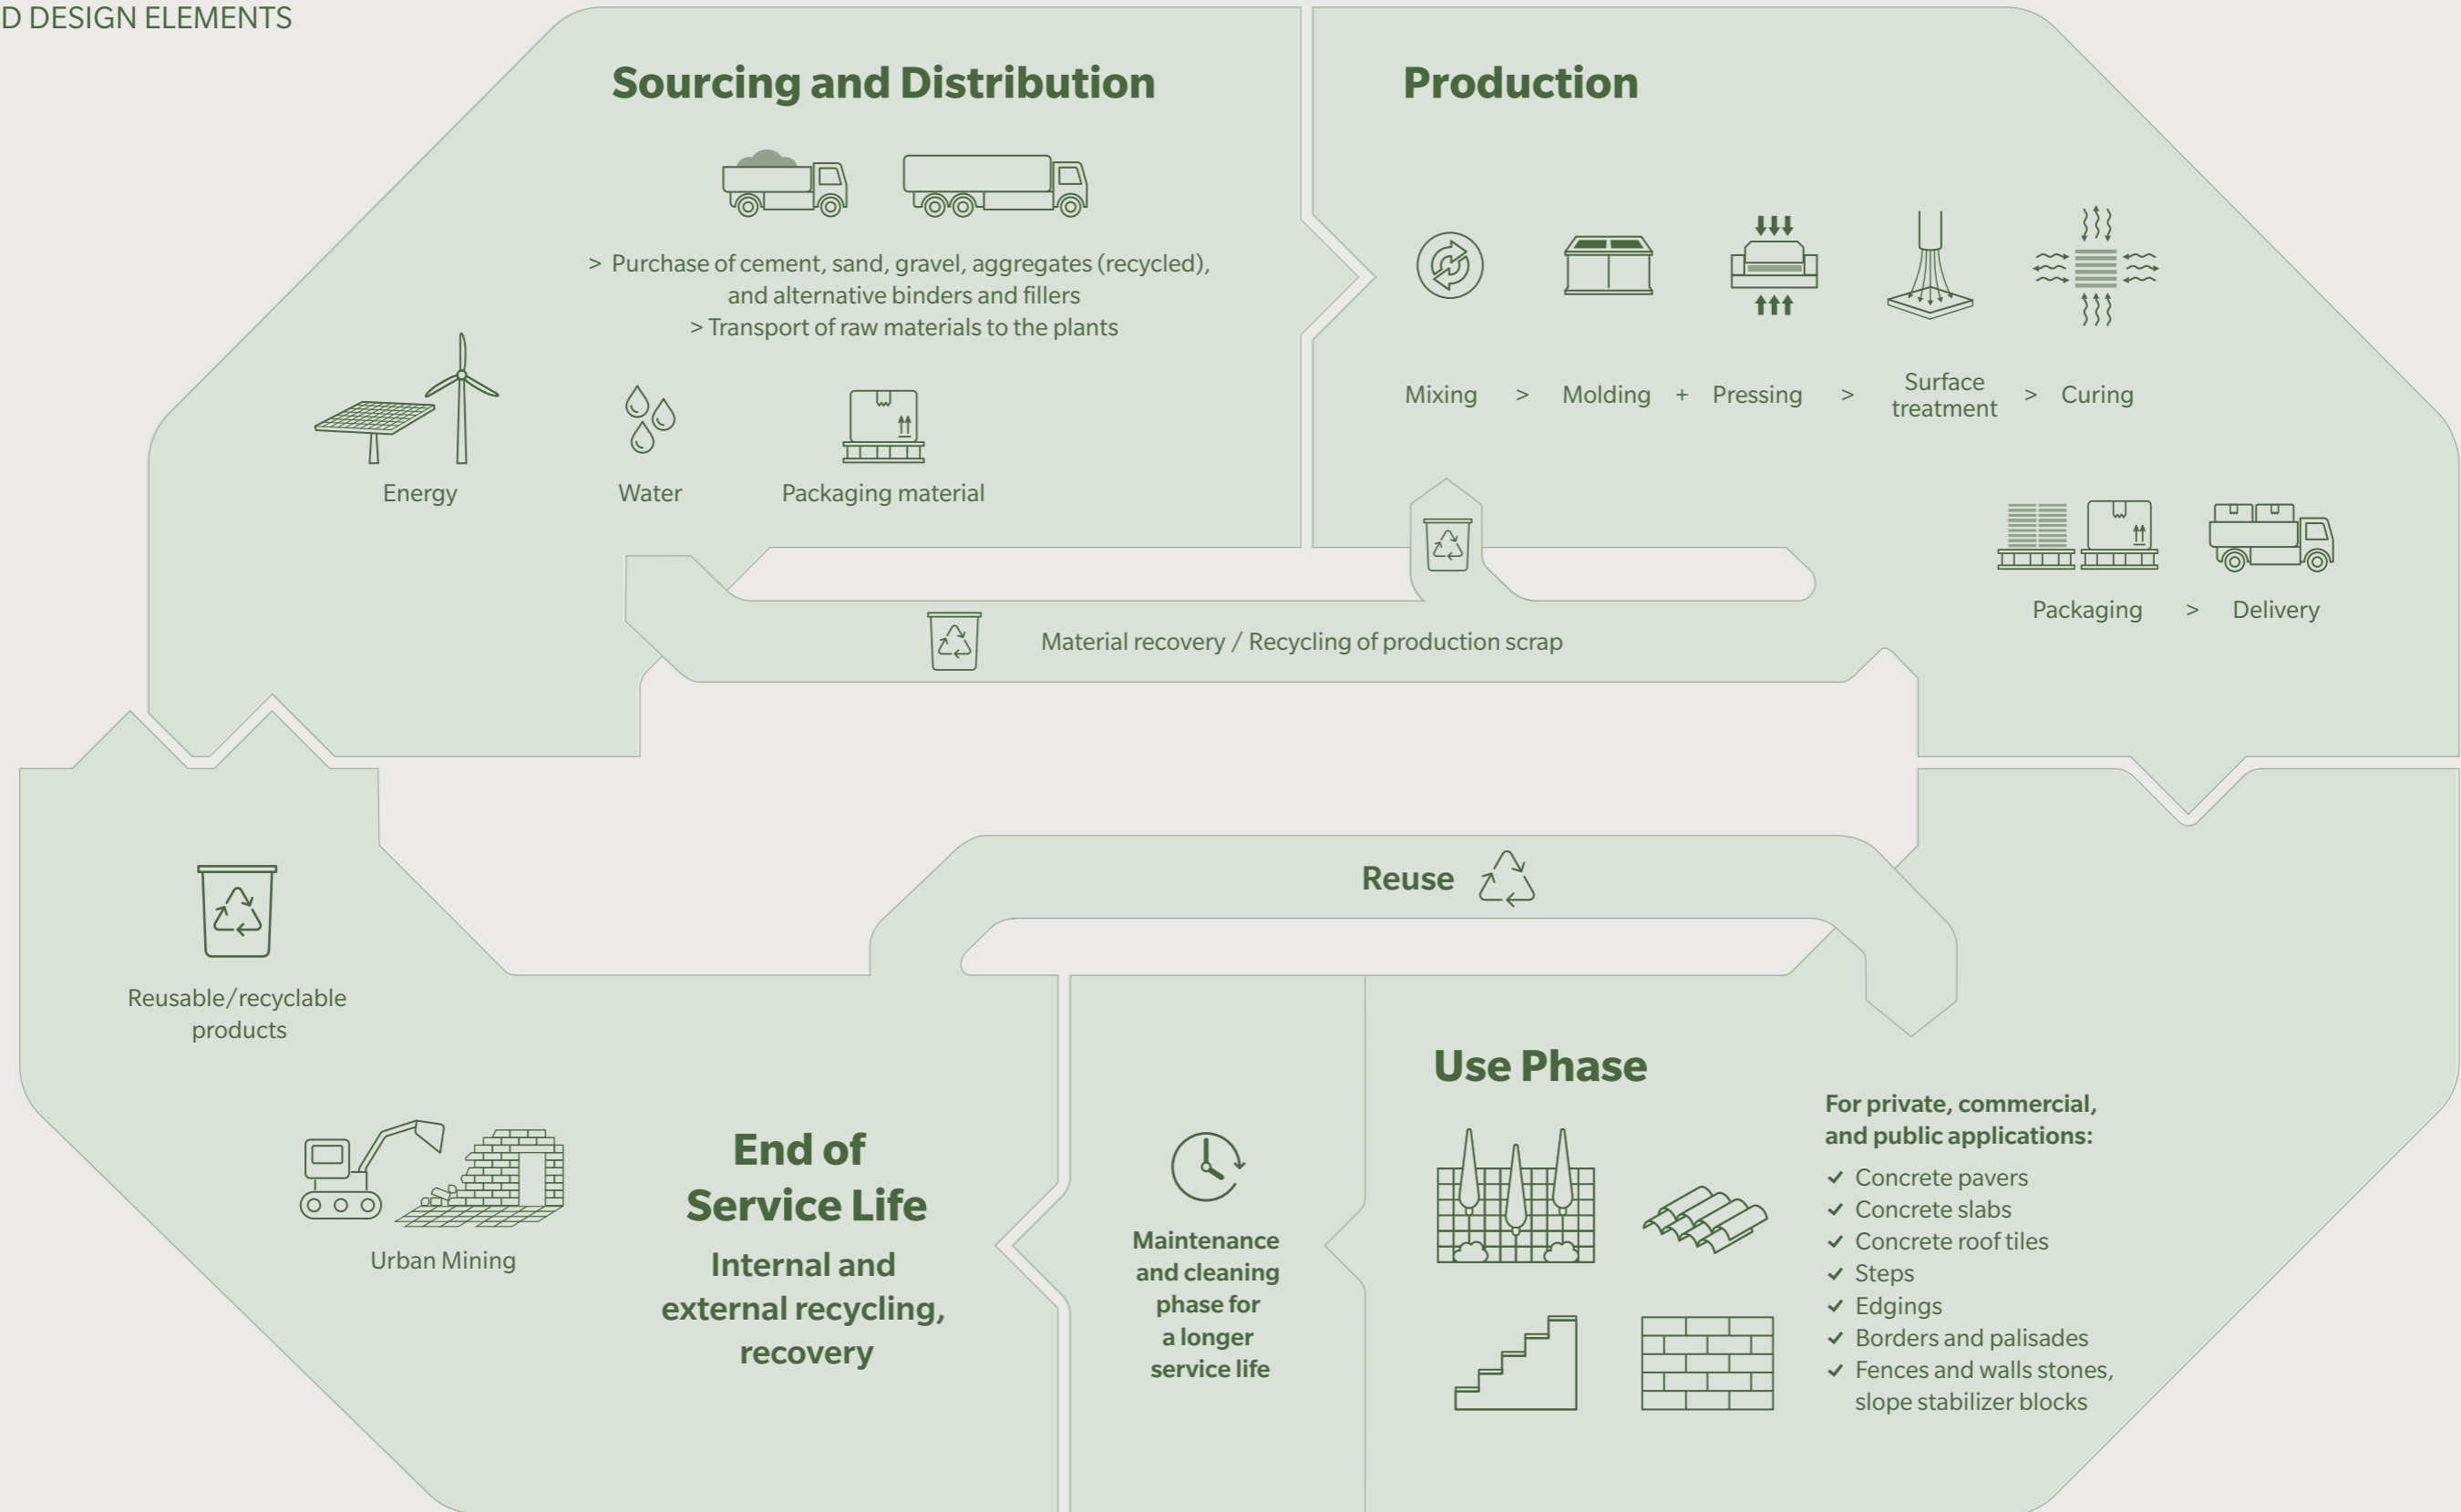 D DESIGN ELEMENTS
Sourcing and Distribution
> Purchase of cement, sand, gravel, aggregates (recycled),
and alternative binders and fillers
> Transport of raw materials to the plants
Energy
Water
Packaging material
Production
Mixing > Molding + Pressing > Surface treatment > Curing
Packaging > Delivery
Material recovery / Recycling of production scrap
Reuse
Use Phase
For private, commercial,
and public applications:
✓ Concrete pavers
✓ Concrete slabs
✓ Concrete roof tiles
✓ Steps
✓ Edgings
✓ Borders and palisades
✓ Fences and walls stones,
slope stabilizer blocks
Maintenance
and cleaning
phase for
a longer
service life
End of
Service Life
Internal and
external recycling,
recovery
Urban Mining
Reusable/recyclable
products